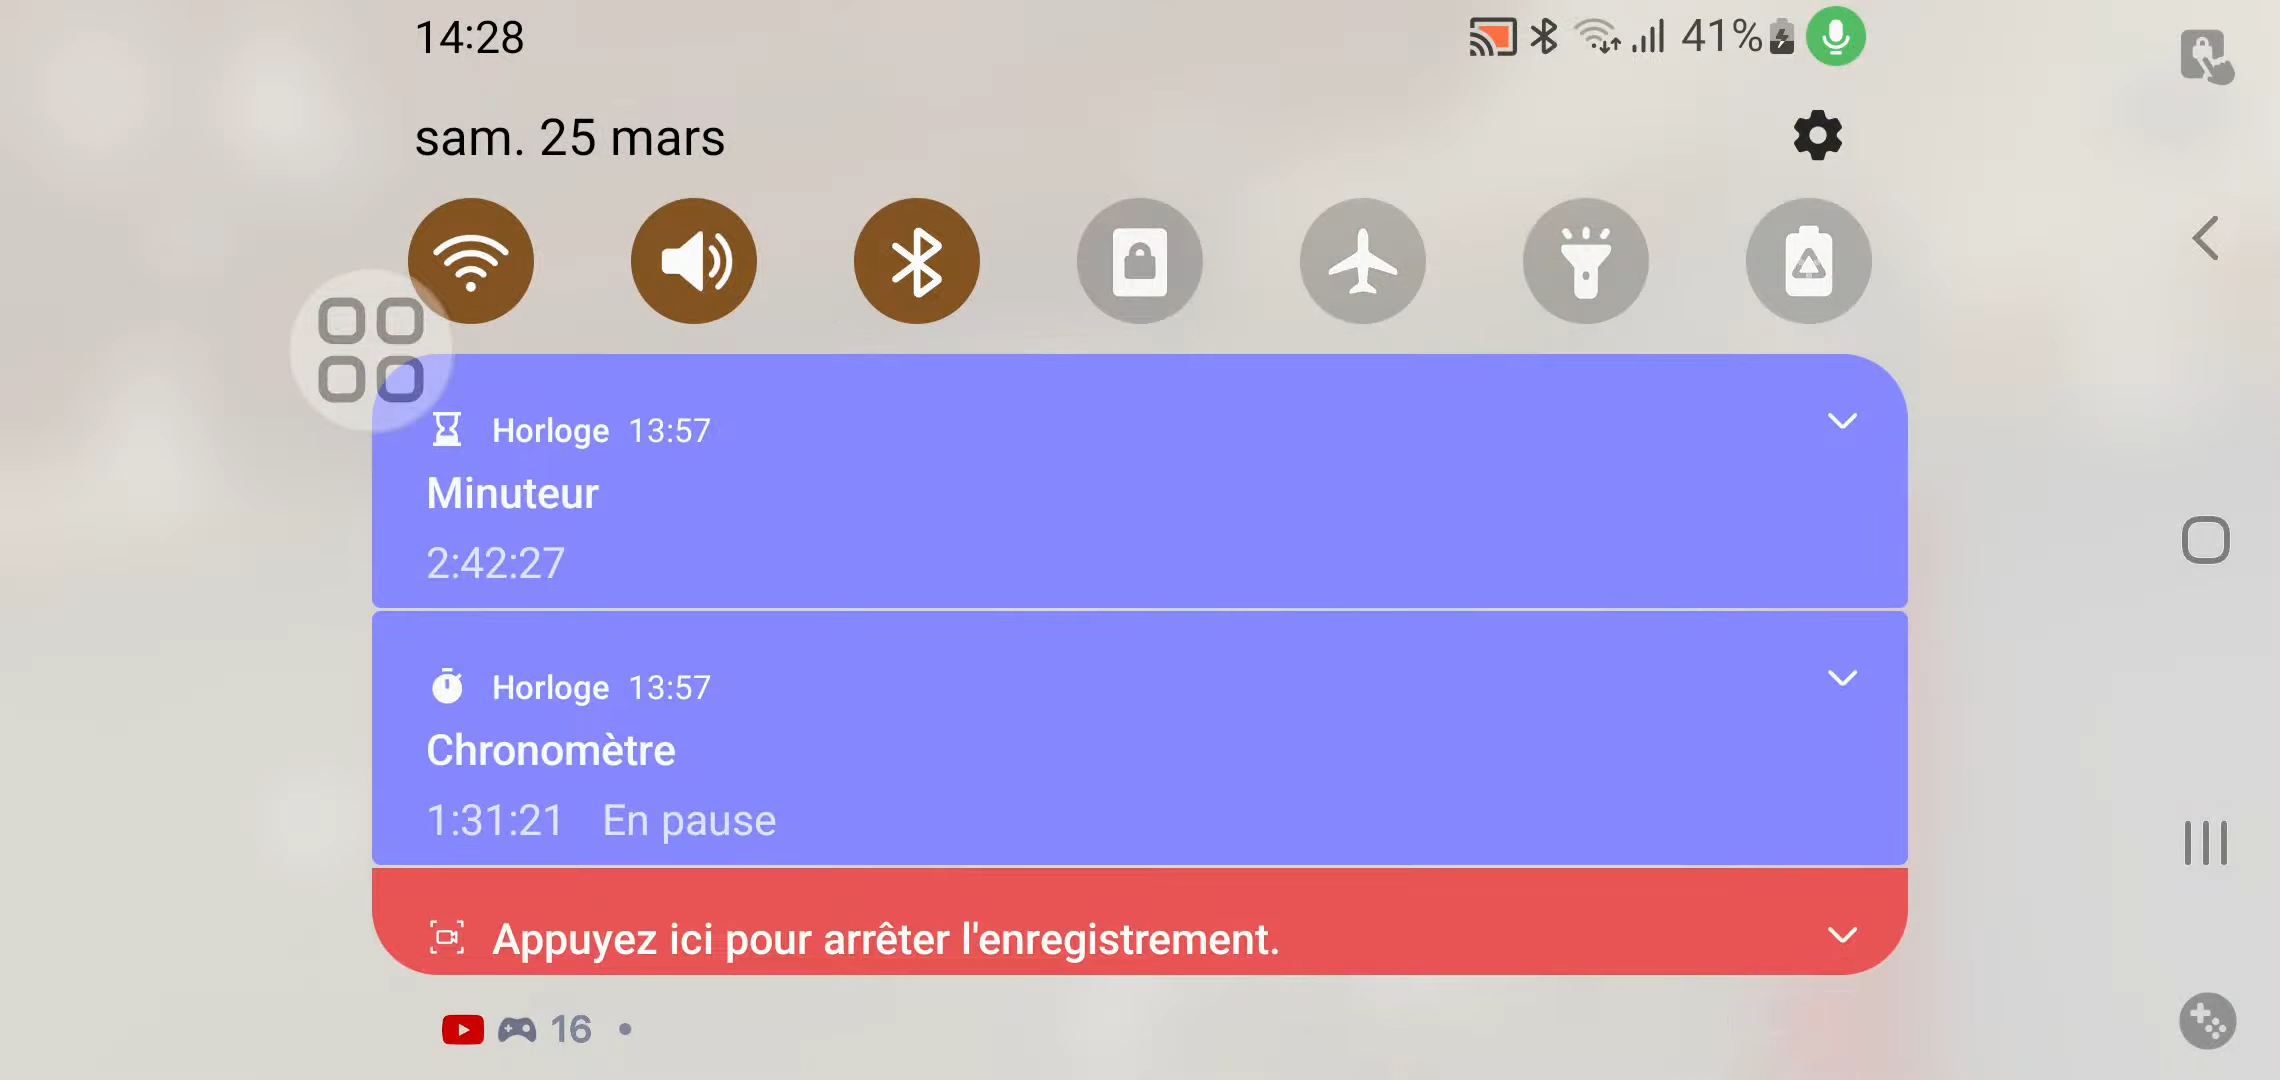 14:28
41%
sam. 25 mars
Horloge 13:57
Minuteur
2:42:27
Horloge 13:57
Chronomètre
1:31:21 En pause
Appuyez ici pour arrêter l'enregistrement.
16